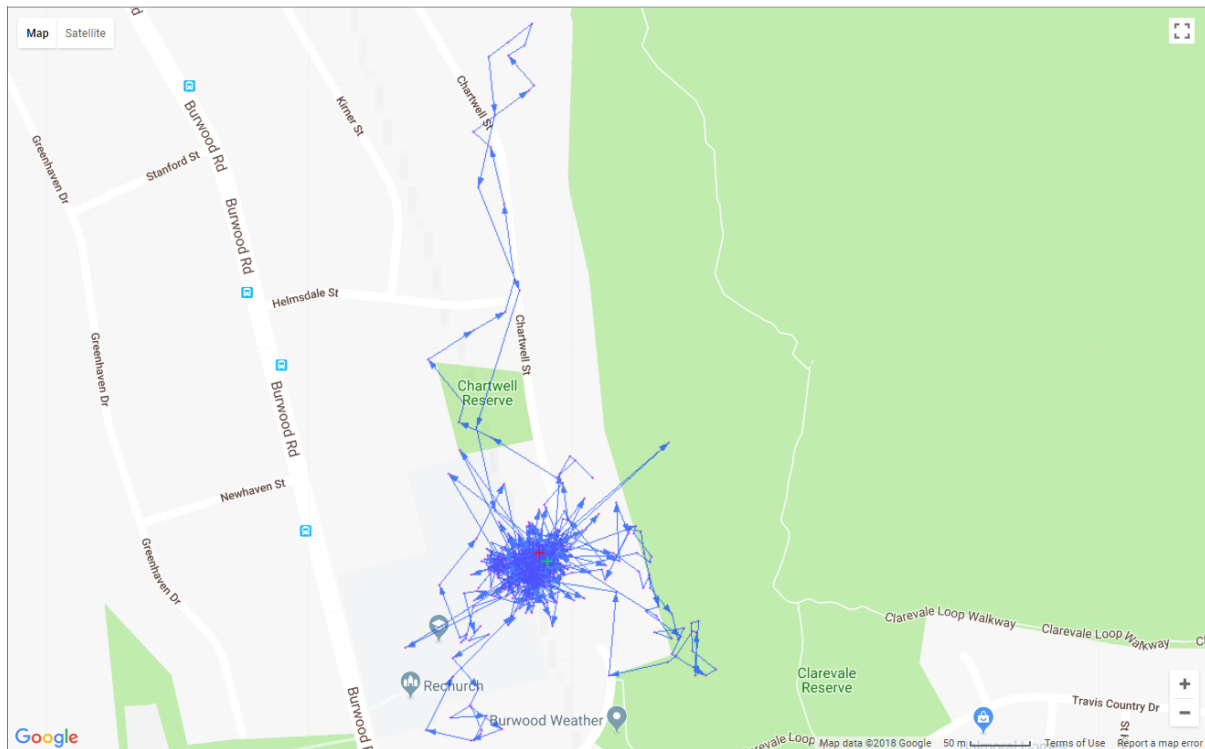 Map Satellite
Rd
Burwood Rd
Kirner St
Chartwell St
Greenhaven Dr
Stanford St
Burwood Rd
Helmsdale St
Greenhaven Dr
Chartwell St
Burwood Rd
Chartwell
Reserve
Newhaven St
Greenhaven Dr
Clarevale Loop Walkway
Clarevale Loop Walkway
Clarevale
Reserve
Rechurch
Burwood Rd
Burwood Weather
Travis Country Dr
Google
Map data ©2018 Google 50 m Terms of Use Report a map error